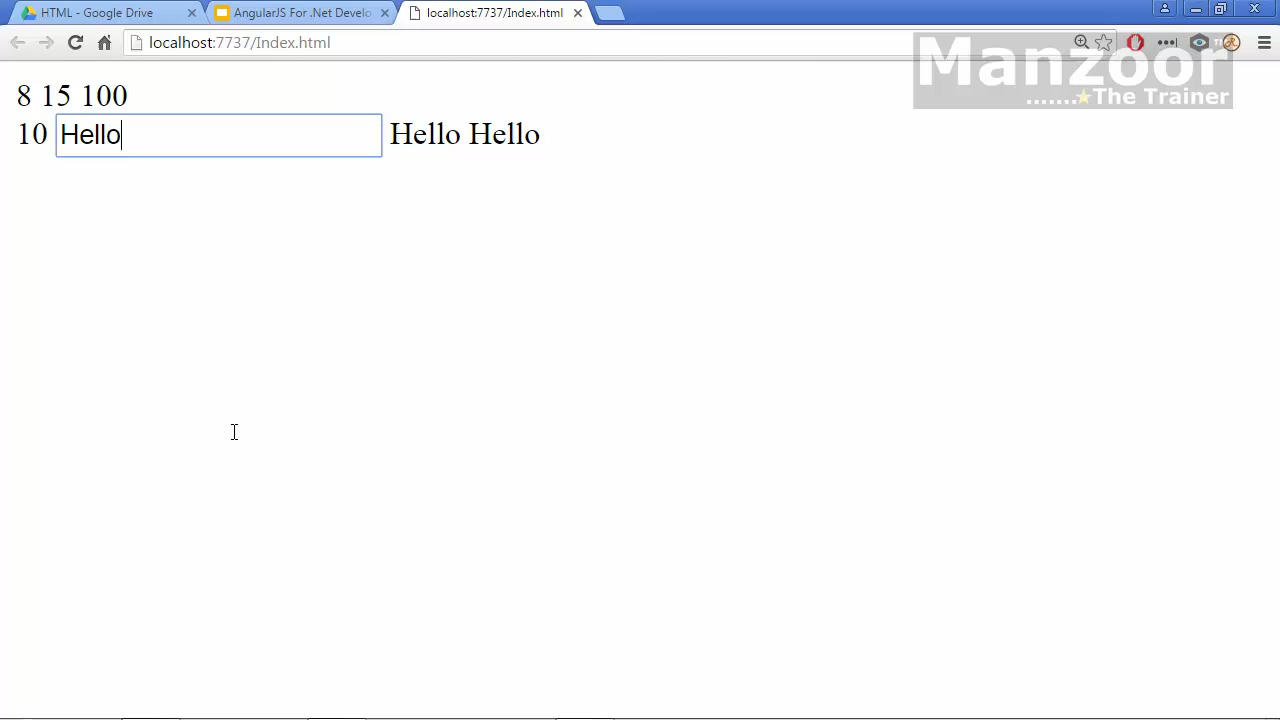 HTML - Google Drive
AngularJS For .Net Develo
localhost:7737/Index.html
localhost:7737/Index.html
Manzoor
.......The Trainer
8 15 100
10 Hello Hello Hello